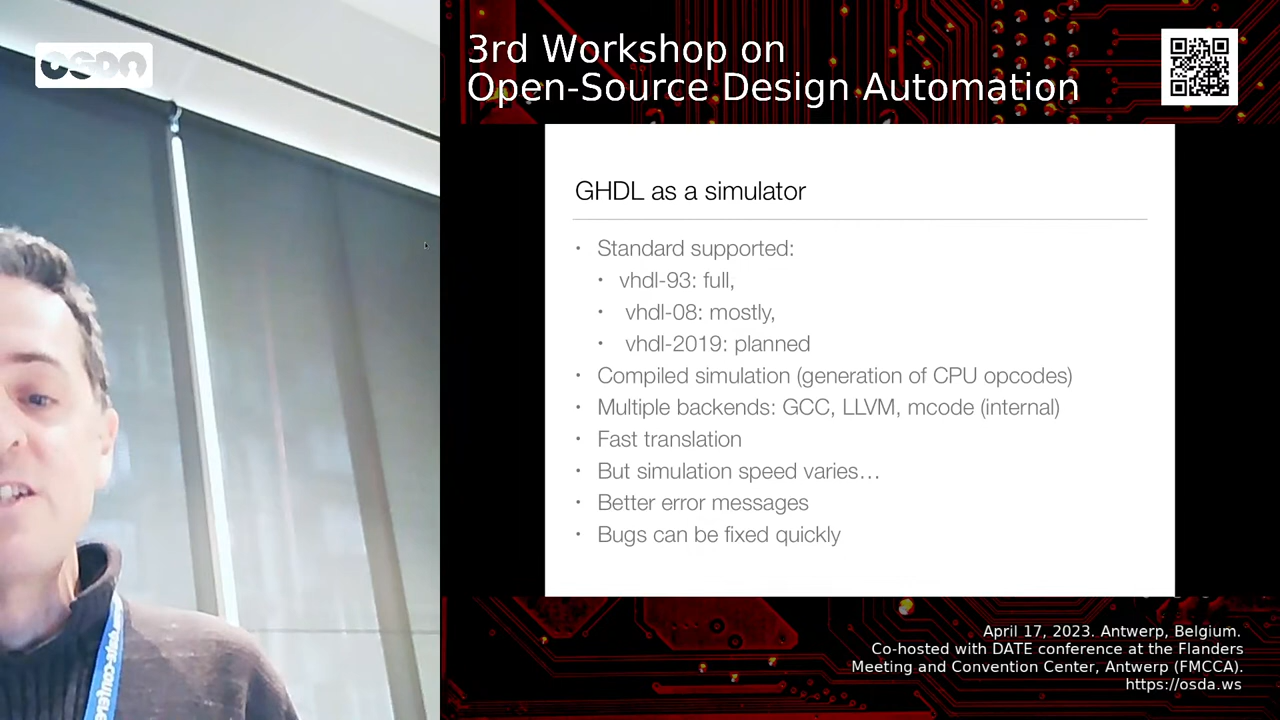 OSDA
3rd Workshop on
Open-Source Design Automation
GHDL as a simulator
• Standard supported:
• vhdl-93: full,
• vhdl-08: mostly,
• vhdl-2019: planned
• Compiled simulation (generation of CPU opcodes)
• Multiple backends: GCC, LLVM, mcode (internal)
• Fast translation
• But simulation speed varies…
• Better error messages
• Bugs can be fixed quickly
April 17, 2023. Antwerp, Belgium.
Co-hosted with DATE conference at the Flanders
Meeting and Convention Center, Antwerp (FMCCA).
https://osda.ws